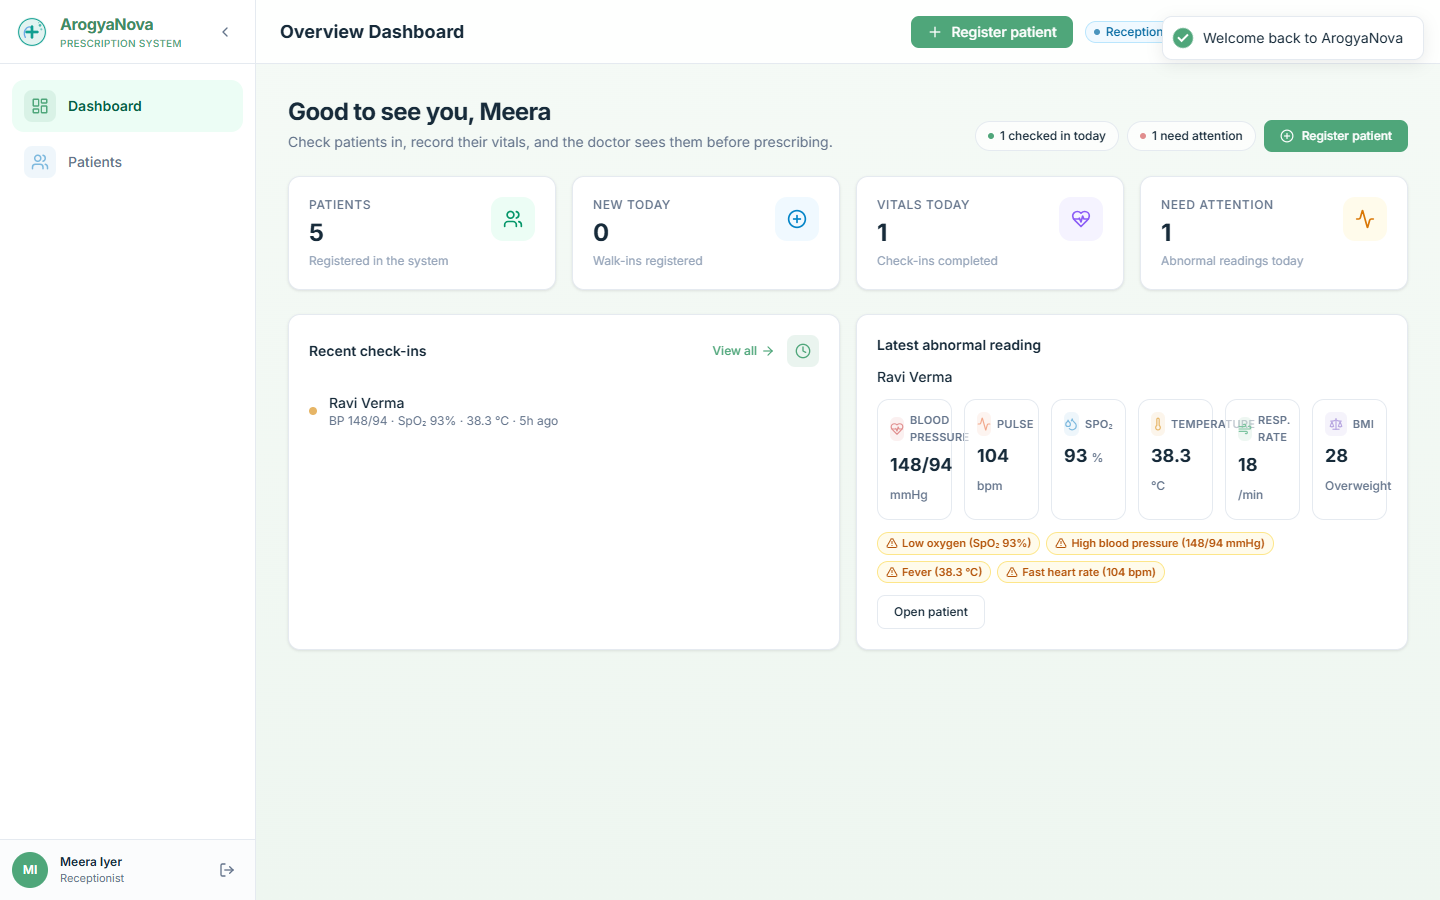 ArogyaNova
PRESCRIPTION SYSTEM
Dashboard
Patients
Meera Iyer
Receptionist
MI
Overview Dashboard
Register patient
Reception
Welcome back to ArogyaNova
Good to see you, Meera
Check patients in, record their vitals, and the doctor sees them before prescribing.
1 checked in today
1 need attention
Register patient
PATIENTS
5
Registered in the system
NEW TODAY
0
Walk-ins registered
VITALS TODAY
1
Check-ins completed
NEED ATTENTION
1
Abnormal readings today
Recent check-ins
View all →
Ravi Verma
BP 148/94 · SpO₂ 93% · 38.3 °C · 5h ago
Latest abnormal reading
Ravi Verma
BLOOD
PRESSURE
148/94
mmHg
PULSE
104
bpm
SPO₂
93 %
TEMPERATURE
38.3
°C
RESP.
RATE
18
/min
BMI
28
Overweight
Low oxygen (SpO₂ 93%)
High blood pressure (148/94 mmHg)
Fever (38.3 °C)
Fast heart rate (104 bpm)
Open patient